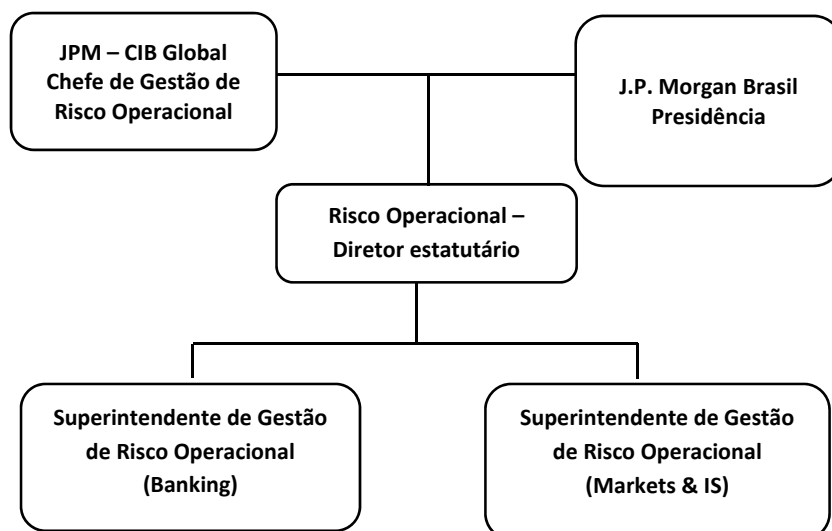 JPM – CIB Global
Chefe de Gestão de
Risco Operacional
J.P. Morgan Brasil
Presidência
Risco Operacional –
Diretor estatutário
Superintendente de Gestão
de Risco Operacional
(Banking)
Superintendente de Gestão
de Risco Operacional
(Markets & IS)